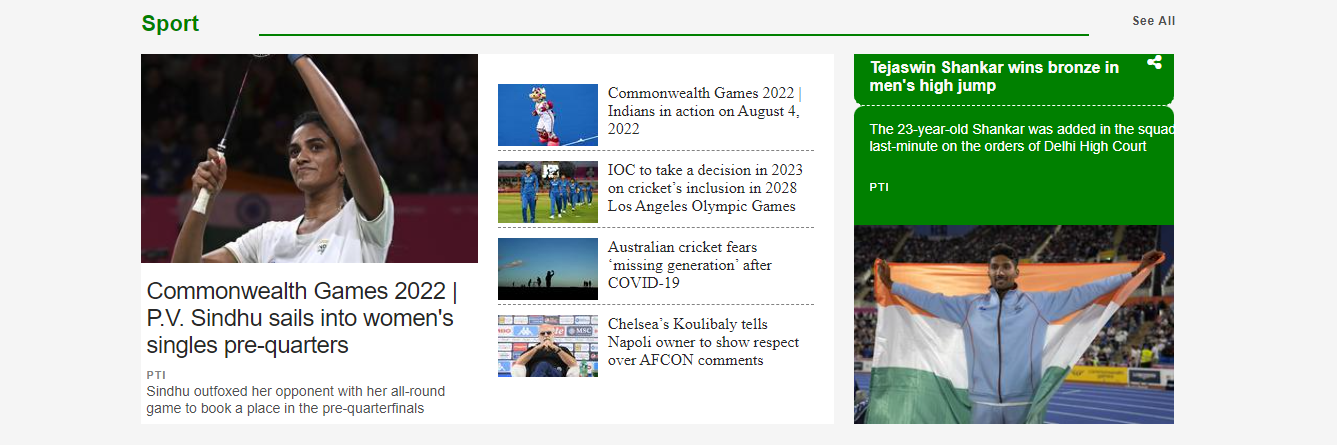 Sport
See All
Commonwealth Games 2022 |
P.V. Sindhu sails into women's
singles pre-quarters
PTI
Sindhu outfoxed her opponent with her all-round
game to book a place in the pre-quarterfinals
Commonwealth Games 2022 |
Indians in action on August 4,
2022
IOC to take a decision in 2023
on cricket’s inclusion in 2028
Los Angeles Olympic Games
Australian cricket fears
‘missing generation’ after
COVID-19
Chelsea’s Koulibaly tells
Napoli owner to show respect
over AFCON comments
Tejaswin Shankar wins bronze in
men's high jump
The 23-year-old Shankar was added in the squad
last-minute on the orders of Delhi High Court
PTI